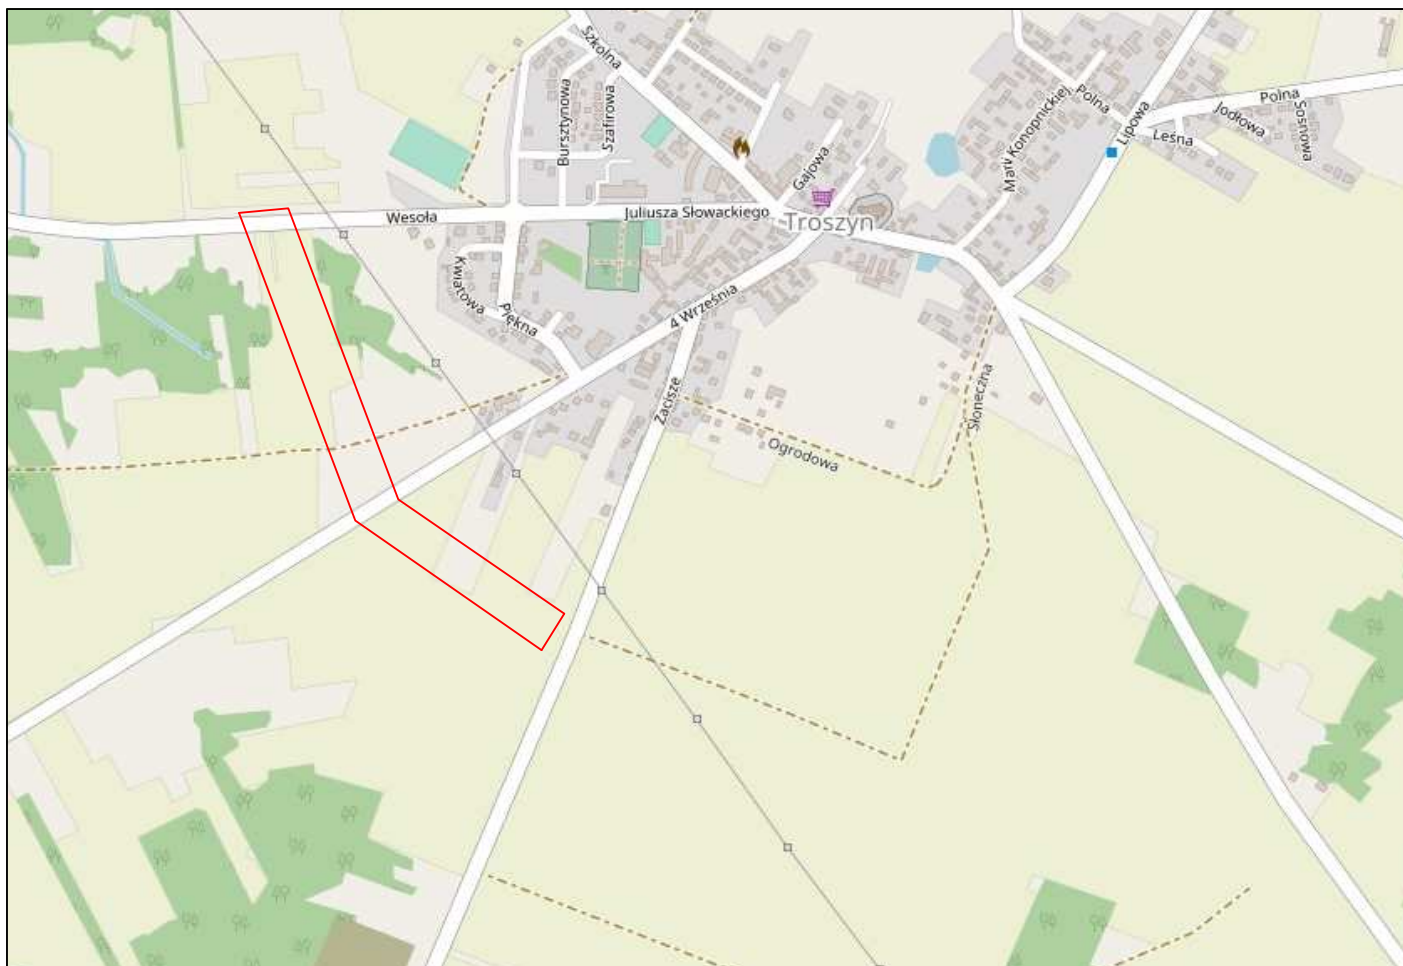 Szkolna
Bursztynowa
Szafirowa
Wesoła
Juliusza Słowackiego
Gajowa
Troszyn
Kwiatowa
Piękna
4 Września
Zacisze
Ogrodowa
Słoneczna
Marii Konopnickiej
Polna
Lipowa
Leśna
Polna
Jodłowa
Sosnowa